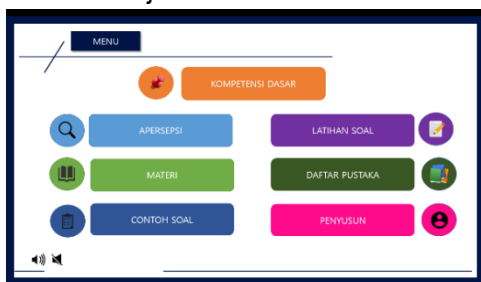 MENU
KOMPETENSI DASAR
APERSEPSI
LATIHAN SOAL
MATERI
DAFTAR PUSTAKA
CONTOH SOAL
PENYUSUN